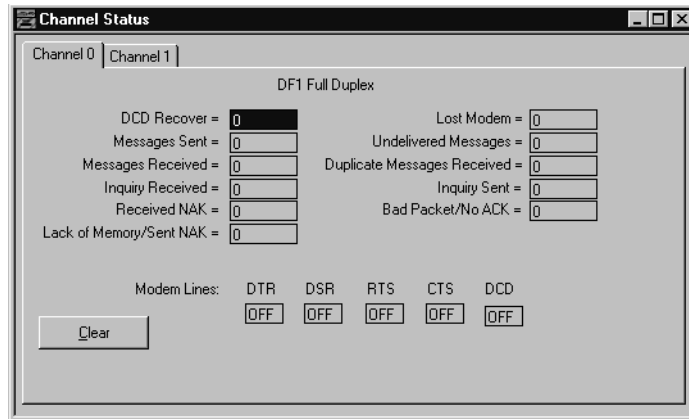 Channel Status
Channel 0 Channel 1
DF1 Full Duplex
DCD Recover = 0 Lost Modem = 0
Messages Sent = 0 Undelivered Messages = 0
Messages Received = 0 Duplicate Messages Received = 0
Inquiry Received = 0 Inquiry Sent = 0
Received NAK = 0 Bad Packet/No ACK = 0
Lack of Memory/Sent NAK = 0
Modem Lines: DTR DSR RTS CTS DCD
OFF OFF OFF OFF OFF
Clear